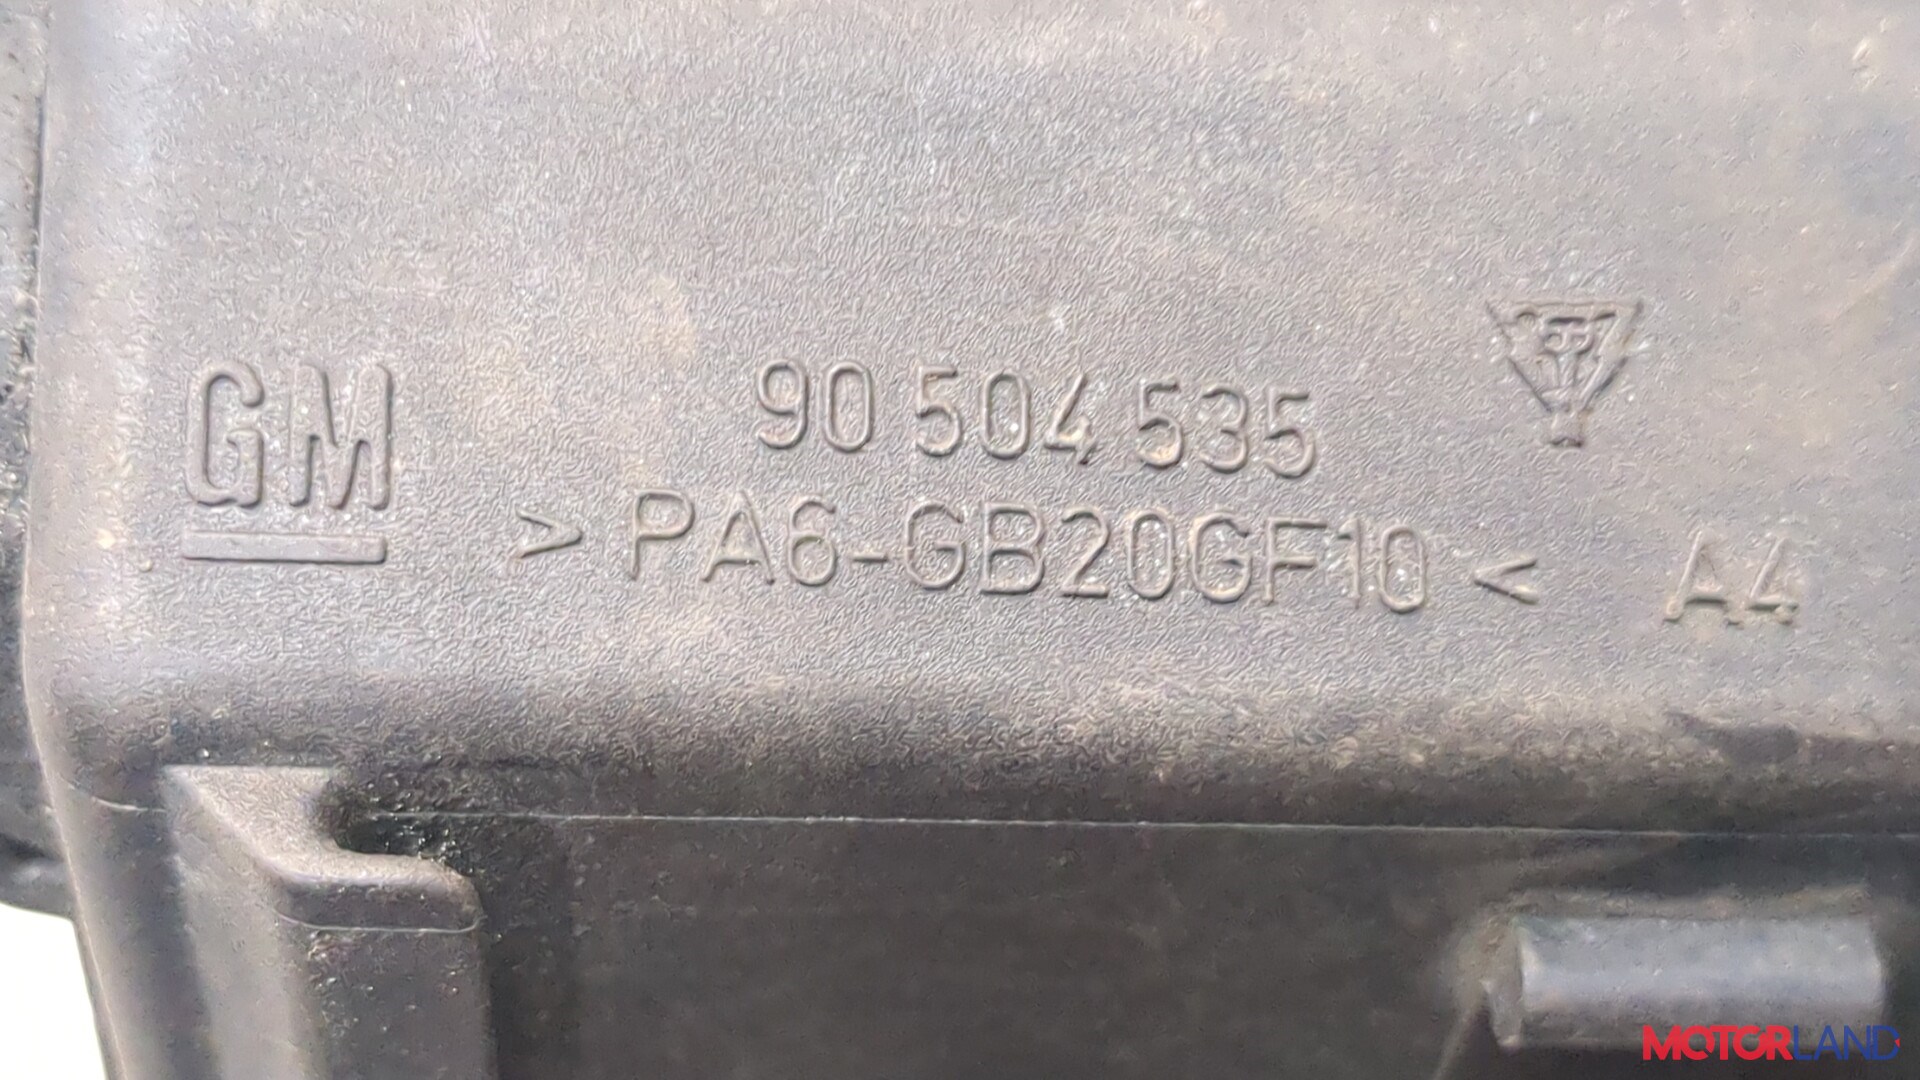 GM
90 504 535
> PA6-GB20GF10 <
A4
MOTORLAND